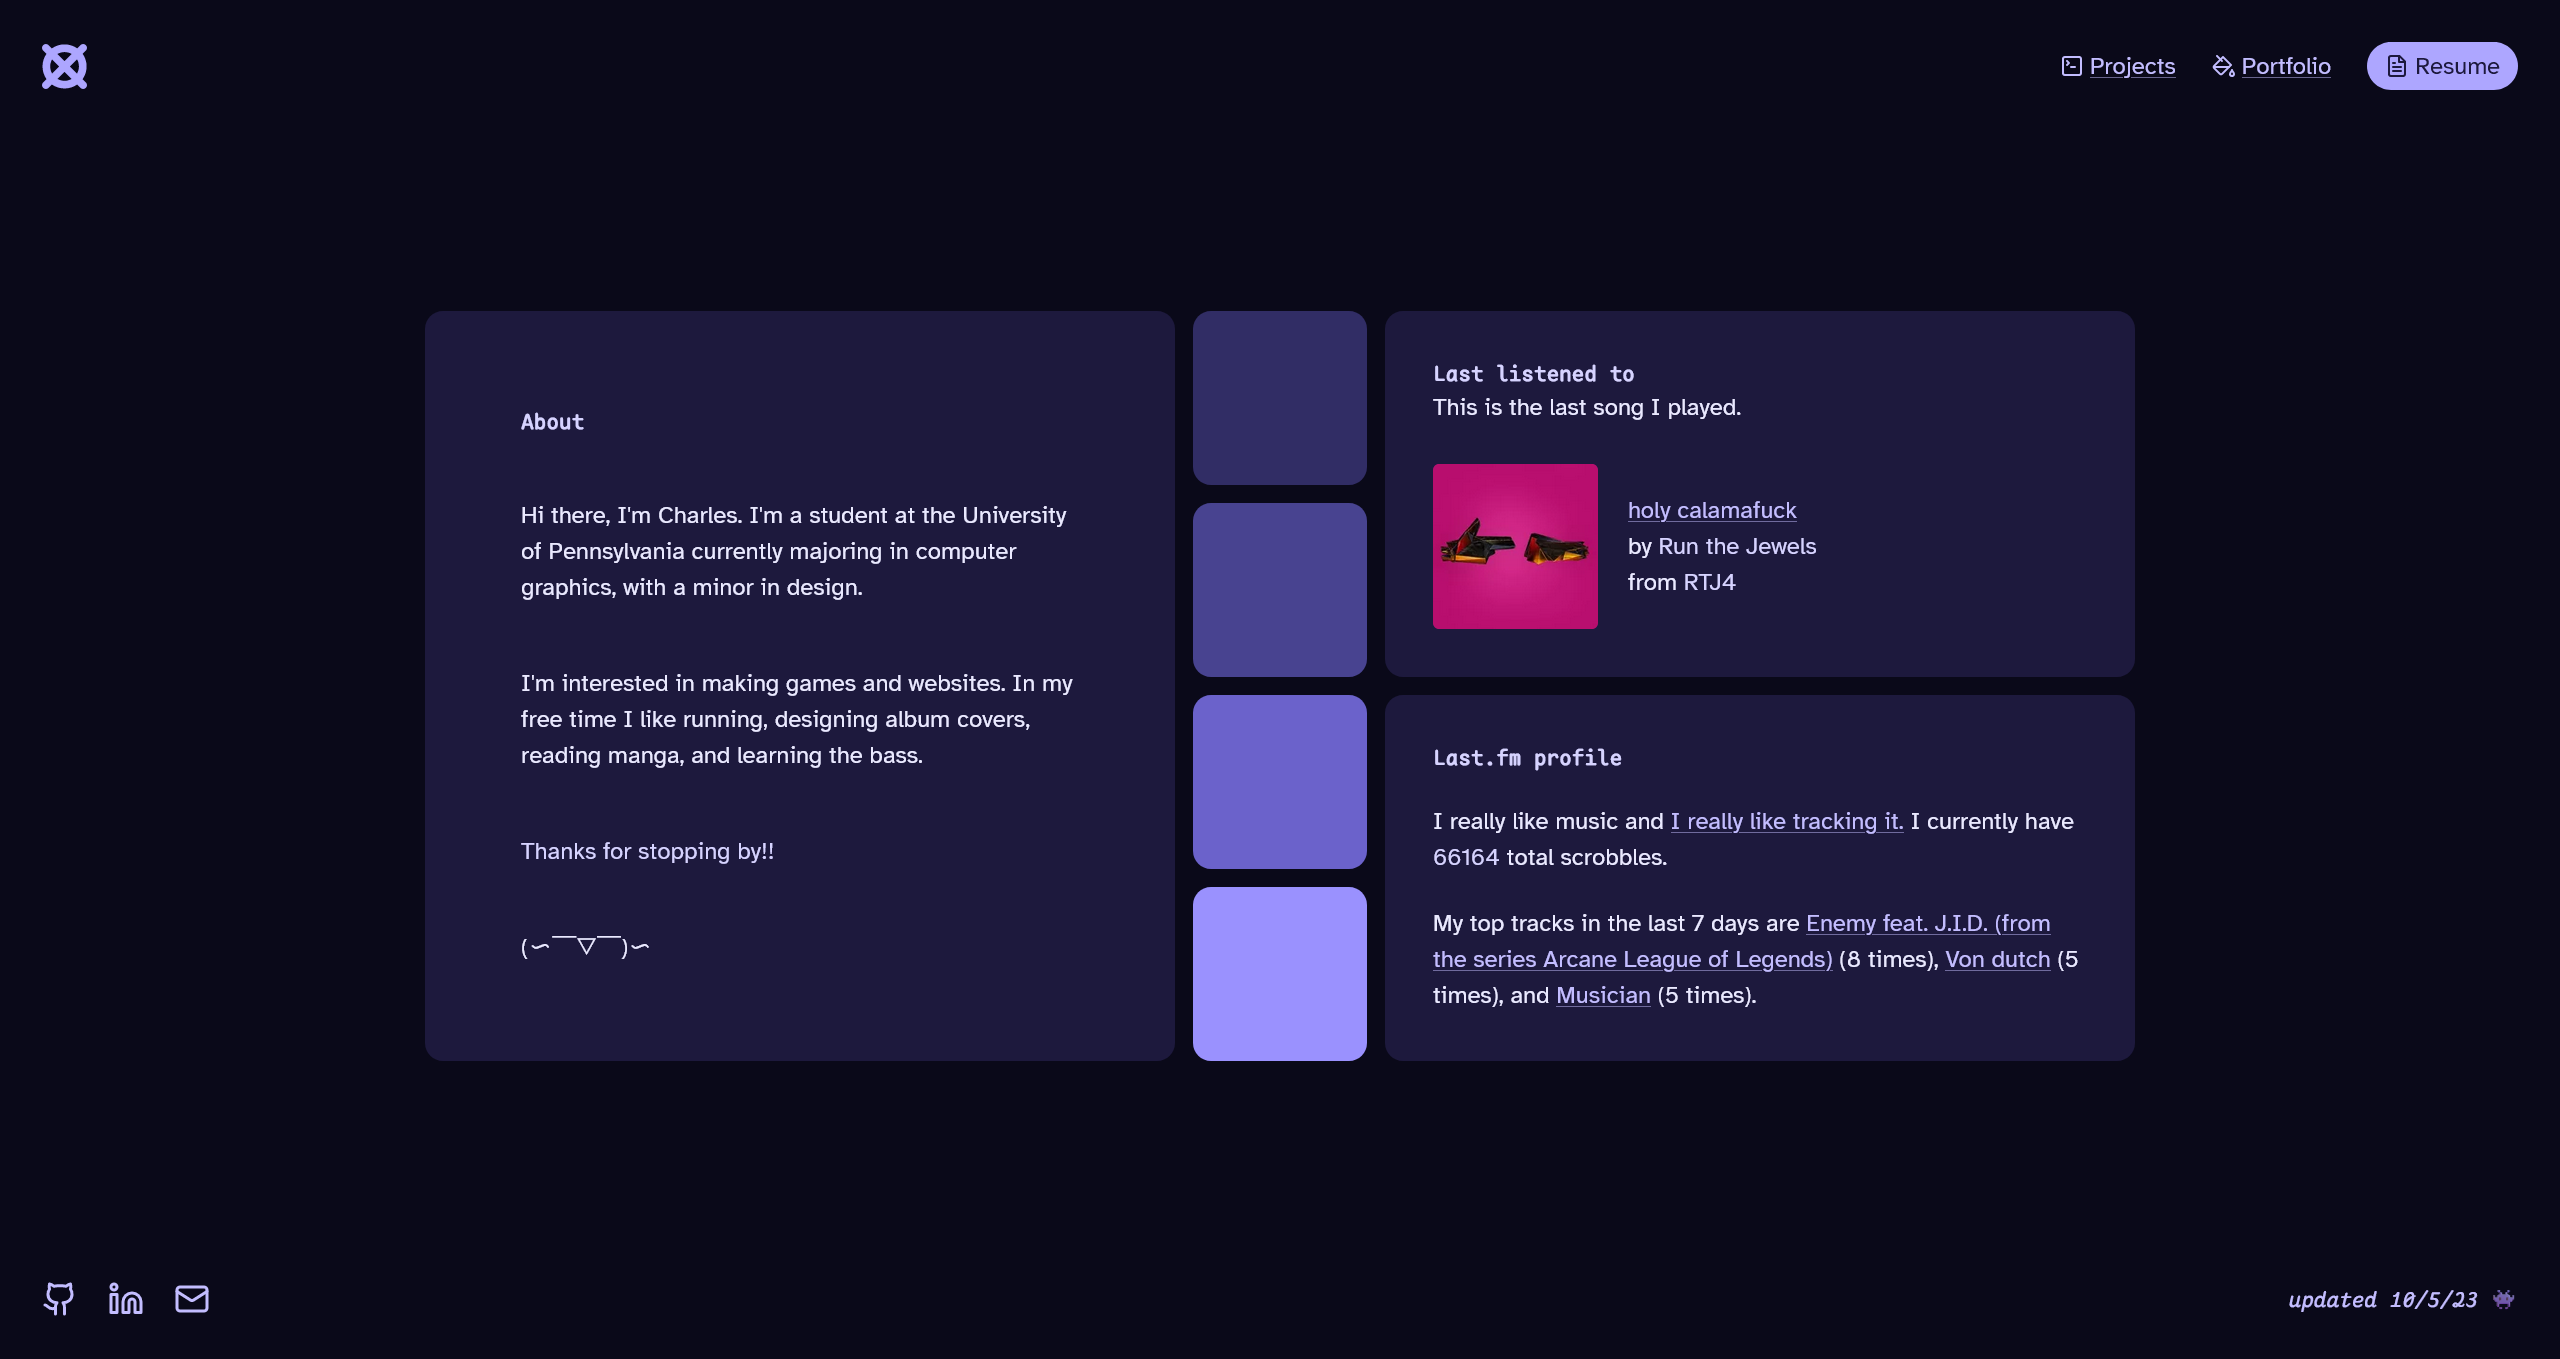 Projects
Portfolio
Resume
About
Hi there, I'm Charles. I'm a student at the University
of Pennsylvania currently majoring in computer
graphics, with a minor in design.
I'm interested in making games and websites. In my
free time I like running, designing album covers,
reading manga, and learning the bass.
Thanks for stopping by!!
(∽￣▽￣)∽
Last listened to
This is the last song I played.
holy calamafuck
by Run the Jewels
from RTJ4
Last.fm profile
I really like music and I really like tracking it. I currently have
66164 total scrobbles.
My top tracks in the last 7 days are Enemy feat. J.I.D. (from
the series Arcane League of Legends) (8 times), Von dutch (5
times), and Musician (5 times).
updated 10/5/23 👾